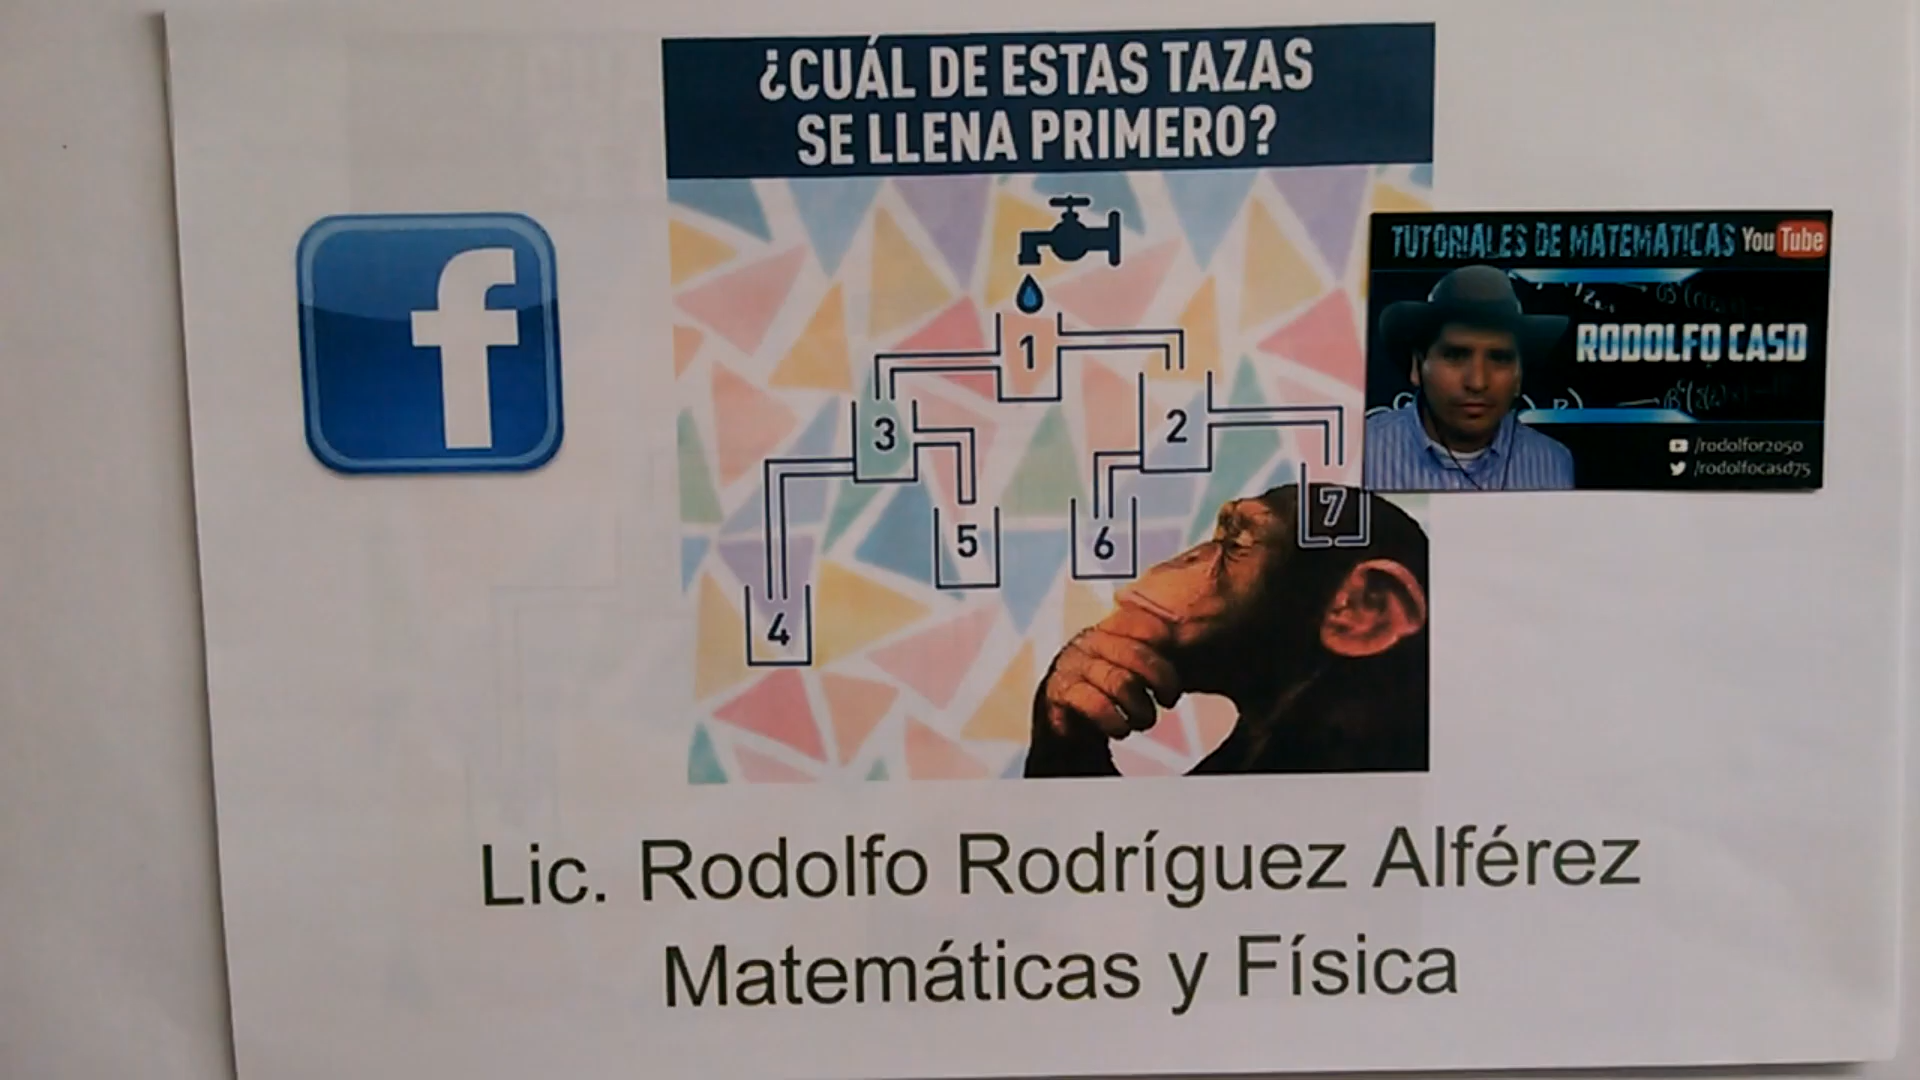 ¿CUÁL DE ESTAS TAZAS
SE LLENA PRIMERO?
f
TUTORIALES DE MATEMATICAS YouTube
RODOLFO CASD
/rodolfor2050
/rodolfocasd75
1
2
3
4
5
6
7
Lic. Rodolfo Rodríguez Alférez
Matemáticas y Física